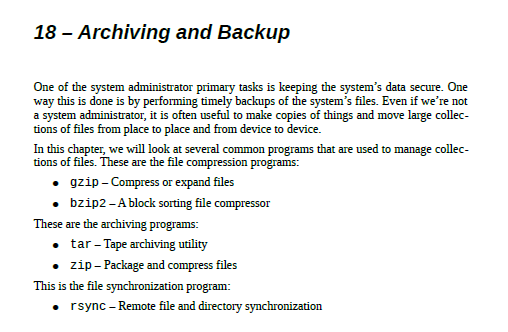 18 – Archiving and Backup
One of the system administrator primary tasks is keeping the system’s data secure. One
way this is done is by performing timely backups of the system’s files. Even if we’re not
a system administrator, it is often useful to make copies of things and move large collec-
tions of files from place to place and from device to device.
In this chapter, we will look at several common programs that are used to manage collec-
tions of files. These are the file compression programs:
● gzip – Compress or expand files
● bzip2 – A block sorting file compressor
These are the archiving programs:
● tar – Tape archiving utility
● zip – Package and compress files
This is the file synchronization program:
● rsync – Remote file and directory synchronization